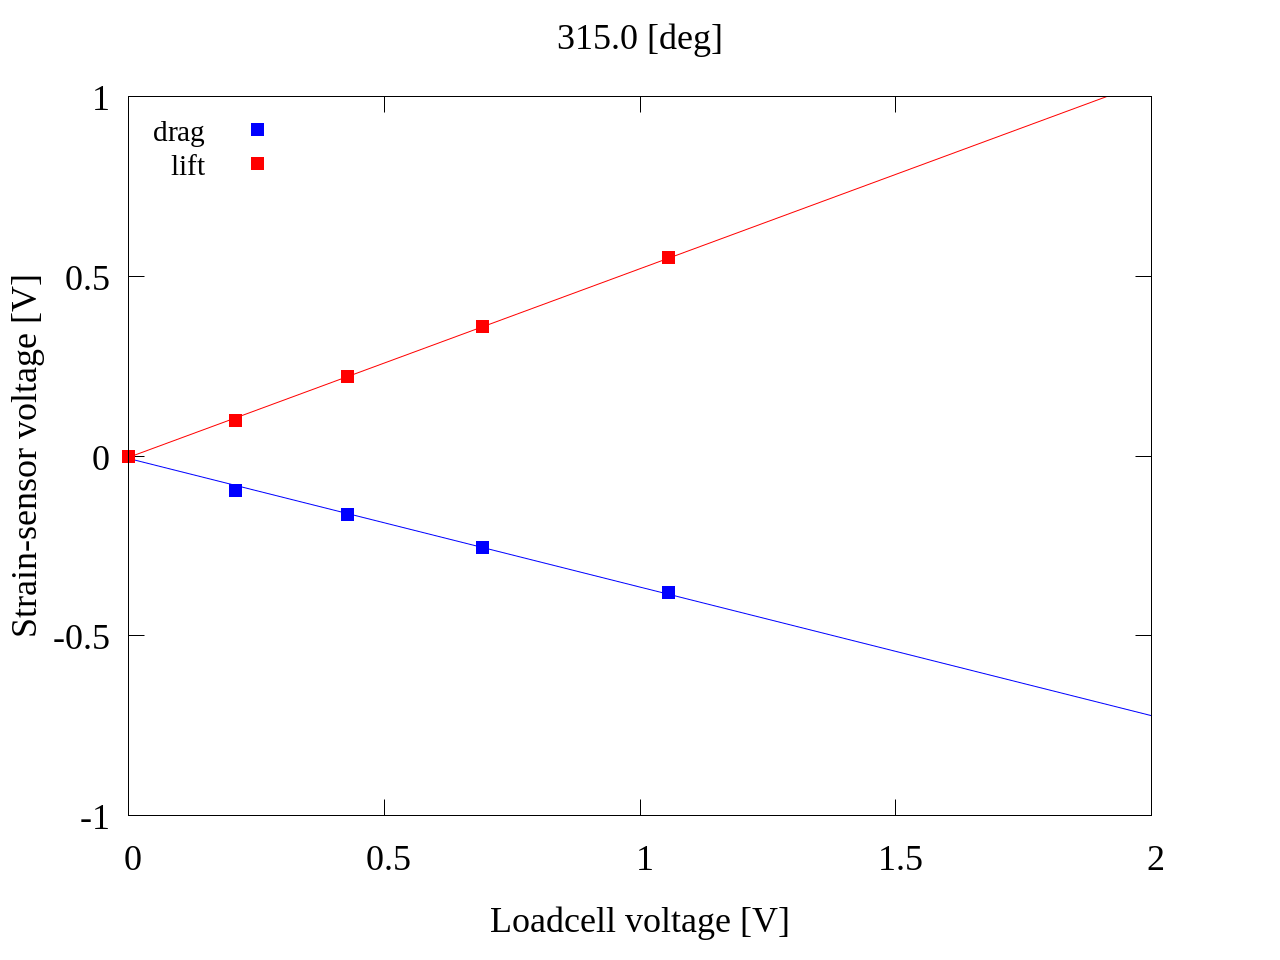 315.0 [deg]
1
drag
lift
0.5
0
-0.5
-1
Strain-sensor voltage [V]
0 0.5 1 1.5 2
Loadcell voltage [V]